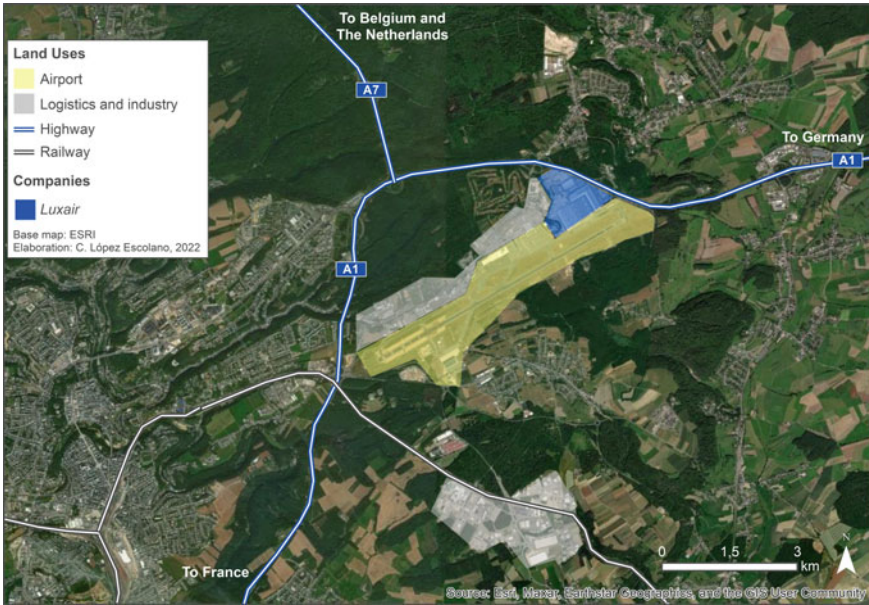 To Belgium and
The Netherlands
Land Uses
Airport
Logistics and industry
Highway
Railway
Companies
Luxair
Base map: ESRI
Elaboration: C. López Escolano, 2022
A7
To Germany
A1
A1
To France
0 1,5 3
km
N
Source: Esri, Maxar, Earthstar Geographics, and the GIS User Community